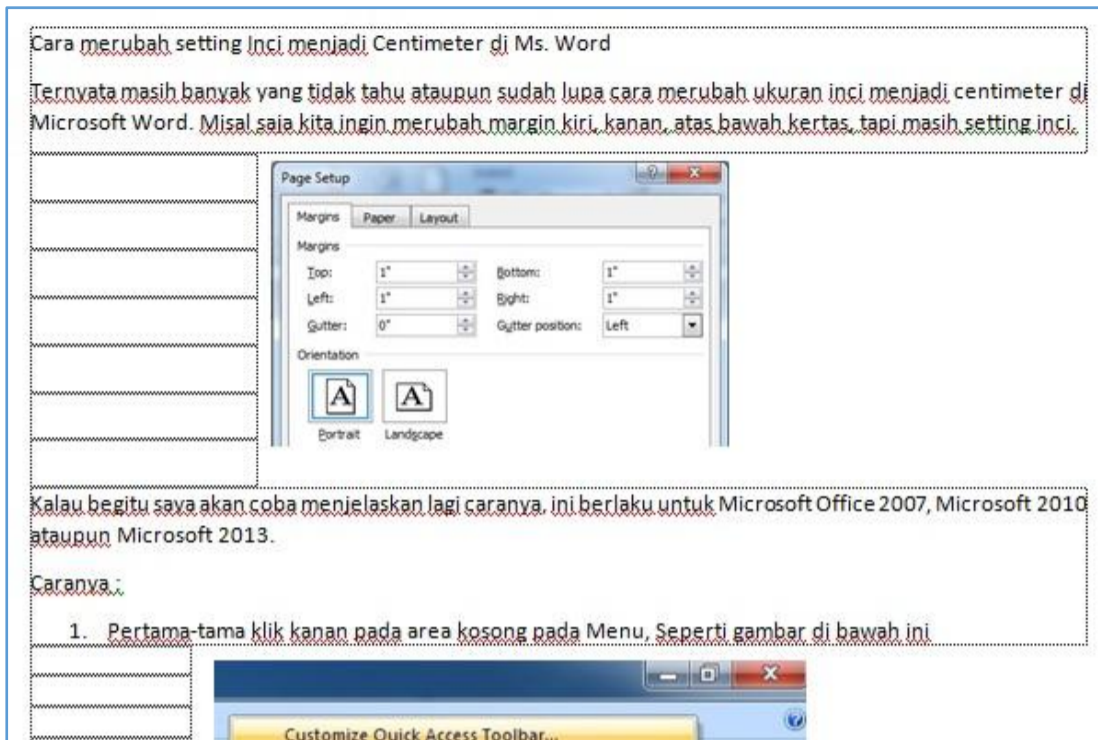 Cara merubah setting Inci menjadi Centimeter di Ms. Word
Ternyata masih banyak yang tidak tahu ataupun sudah lupa cara merubah ukuran inci menjadi centimeter di
Microsoft Word. Misal saja kita ingin merubah margin kiri, kanan, atas bawah kertas, tapi masih setting inci.
Page Setup
Margins Paper Layout
Margins
Top: 1" Bottom: 1"
Left: 1" Right: 1"
Gutter: 0" Gutter position: Left
Orientation
A A
Portrait Landscape
Kalau begitu saya akan coba menjelaskan lagi caranya, ini berlaku untuk Microsoft Office 2007, Microsoft 2010
ataupun Microsoft 2013.
Caranya ;
1. Pertama-tama klik kanan pada area kosong pada Menu, Seperti gambar di bawah ini
Customize Quick Access Toolbar...